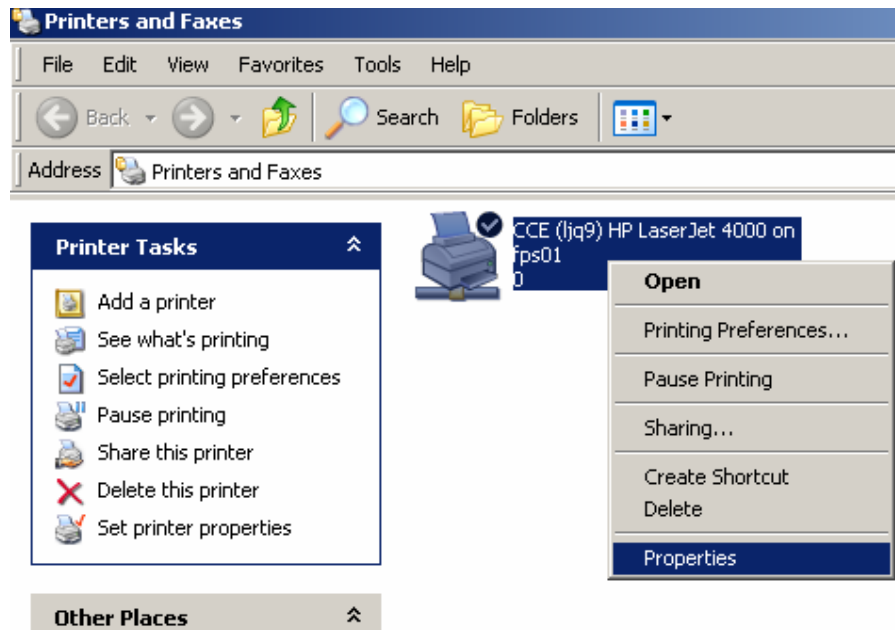 Printers and Faxes
File Edit View Favorites Tools Help
Back Search Folders
Address Printers and Faxes
Printer Tasks
Add a printer
See what's printing
Select printing preferences
Pause printing
Share this printer
Delete this printer
Set printer properties
Other Places
CCE (ljq9) HP LaserJet 4000 on
fps01
0
Open
Printing Preferences...
Pause Printing
Sharing...
Create Shortcut
Delete
Properties